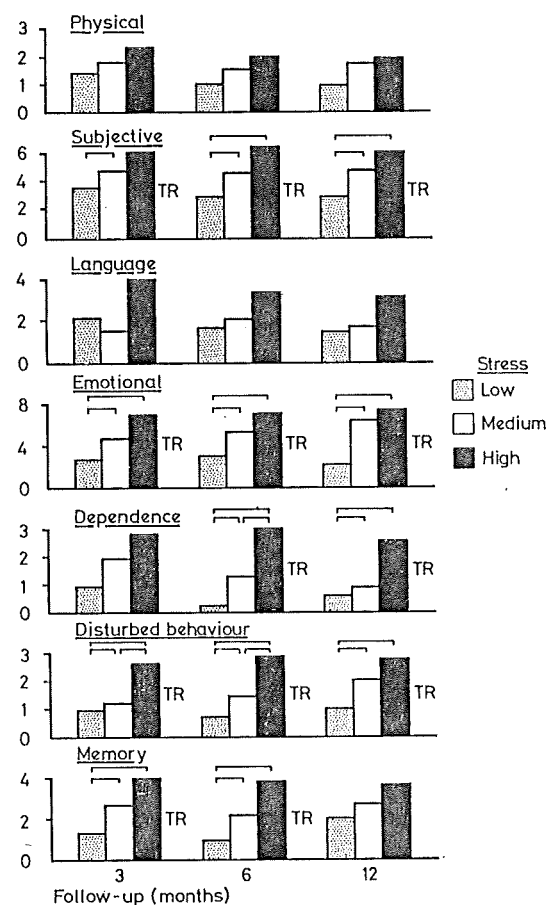 Physical
3
2
1
0
Subjective
6
4
2
0
TR TR TR
Language
4
2
0
Stress
Low
Medium
High
Emotional
8
4
0
TR TR TR
Dependence
3
2
1
0
TR TR
Disturbed behaviour
3
2
1
0
TR TR TR
Memory
4
2
0
TR TR
3 6 12
Follow-up (months)